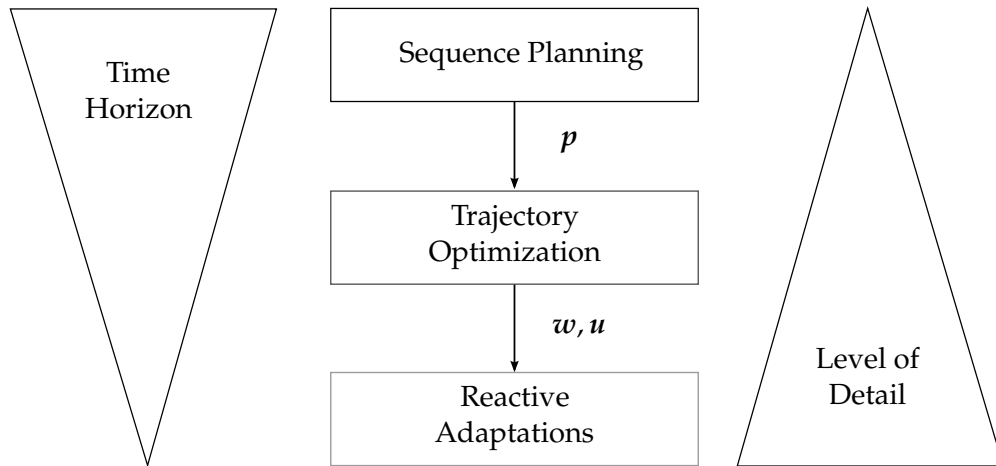 Time
Horizon
Sequence Planning
p
Trajectory
Optimization
w, u
Reactive
Adaptations
Level of
Detail